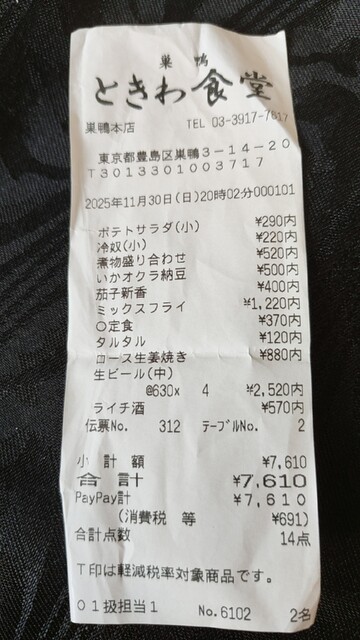 巣鴨
ときわ食堂
巣鴨本店 TEL 03-3917-7617
東京都豊島区巣鴨3-14-20
T3013301003717
2025年11月30日(日)20時02分000101
ポテトサラダ(小) ¥290内
冷奴(小) ¥220内
煮物盛り合わせ ¥520内
いかオクラ納豆 ¥500内
茄子新香 ¥400内
ミックスフライ ¥1,220内
〇定食 ¥370内
タルタル ¥120内
ロース生姜焼き ¥880内
生ビール(中)
@630x 4 ¥2,520内
ライチ酒 ¥570内
伝票No. 312 テーブルNo. 2
小計額 ¥7,610
合計 ¥7,610
PayPay計 ¥7,610
(消費税 等 ¥691)
合計点数 14点
T印は軽減税率対象商品です。
01扱担当1 No.6102 2名